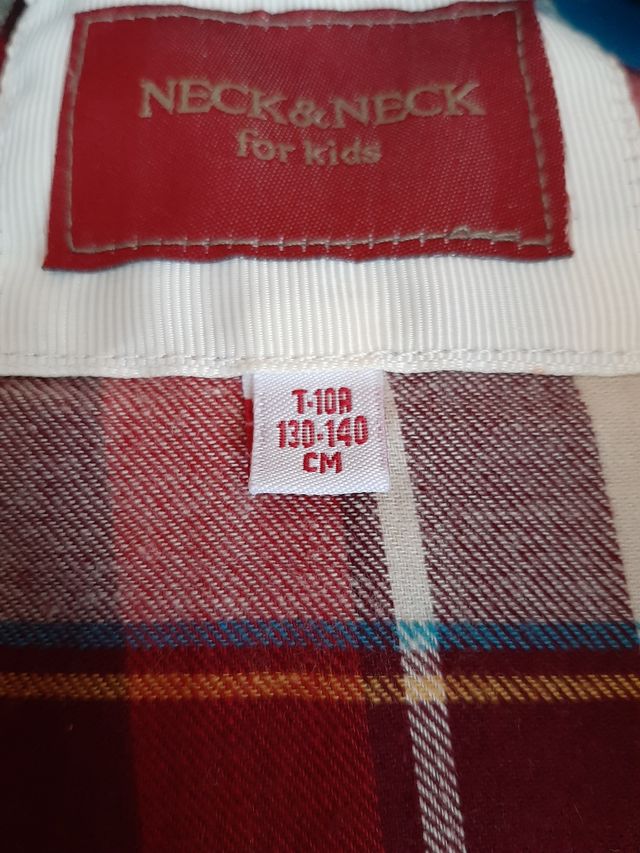 NECK&NECK
for kids
T-10A
130-140
CM